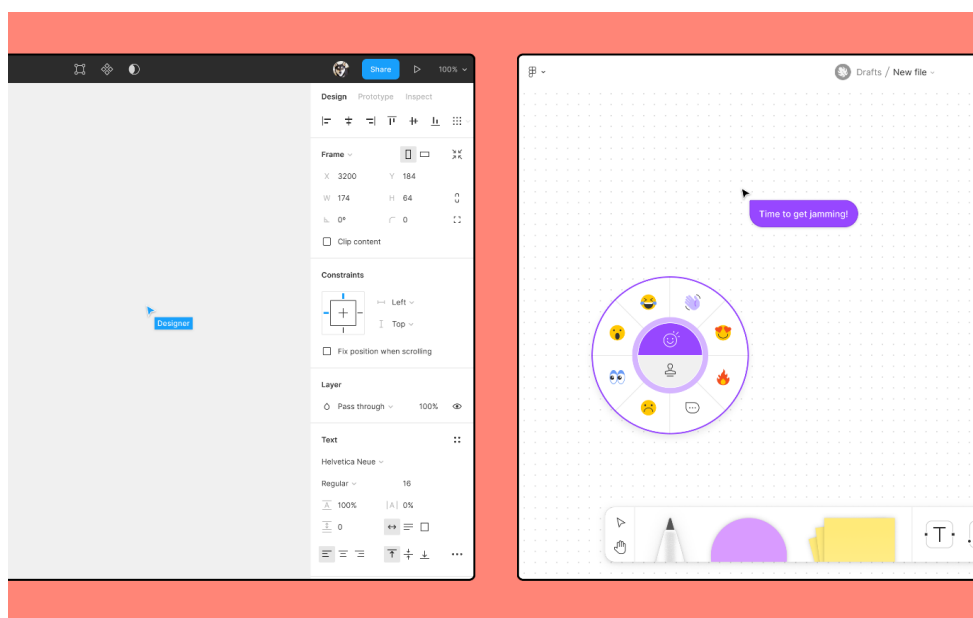 Share
100%
Design Prototype Inspect
Frame
X 3200 Y 184
W 174 H 64
0° 0
Clip content
Constraints
Left
Top
Fix position when scrolling
Layer
Pass through 100%
Text
Helvetica Neue
Regular 16
A 100% |A| 0%
0
Designer
Drafts / New file
Time to get jamming!
T